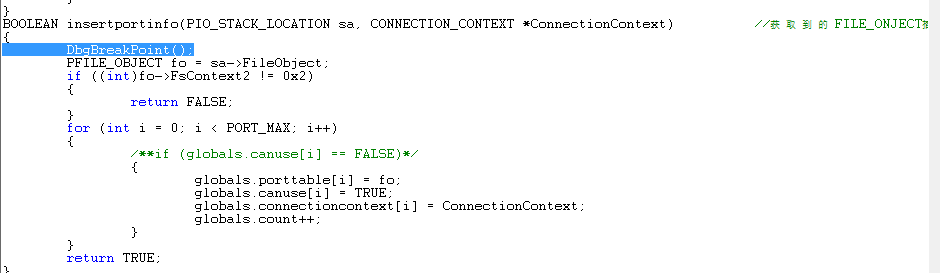 }
BOOLEAN insertportinfo(PIO_STACK_LOCATION sa, CONNECTION_CONTEXT *ConnectionContext) //获取到的 FILE_ONJECT
{
DbgBreakPoint();
PFILE_OBJECT fo = sa->FileObject;
if ((int)fo->FsContext2 != 0x2)
{
return FALSE;
}
for (int i = 0; i < PORT_MAX; i++)
{
/**if (globals.canuse[i] == FALSE)*/
{
globals.porttable[i] = fo;
globals.canuse[i] = TRUE;
globals.connectioncontext[i] = ConnectionContext;
globals.count++;
}
}
return TRUE;
}